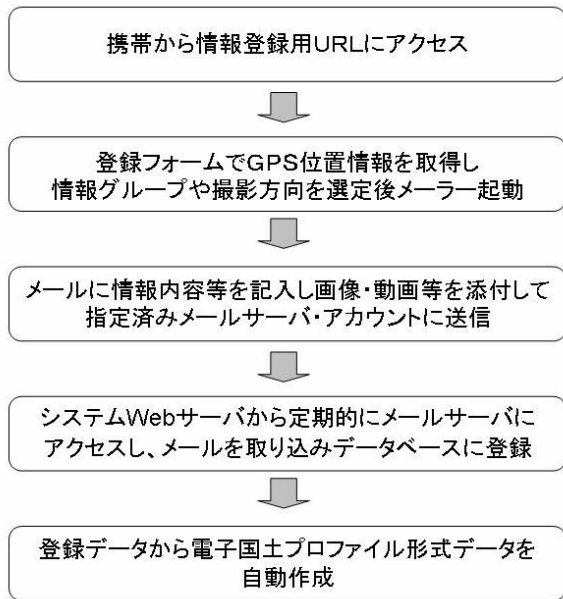 携帯から情報登録用URLにアクセス
登録フォームでGPS位置情報を取得し
情報グループや撮影方向を選定後メーラー起動
メールに情報内容等を記入し画像・動画等を添付して
指定済みメールサーバ・アカウントに送信
システムWebサーバから定期的にメールサーバに
アクセスし、メールを取り込みデータベースに登録
登録データから電子国土プロファイル形式データを
自動作成